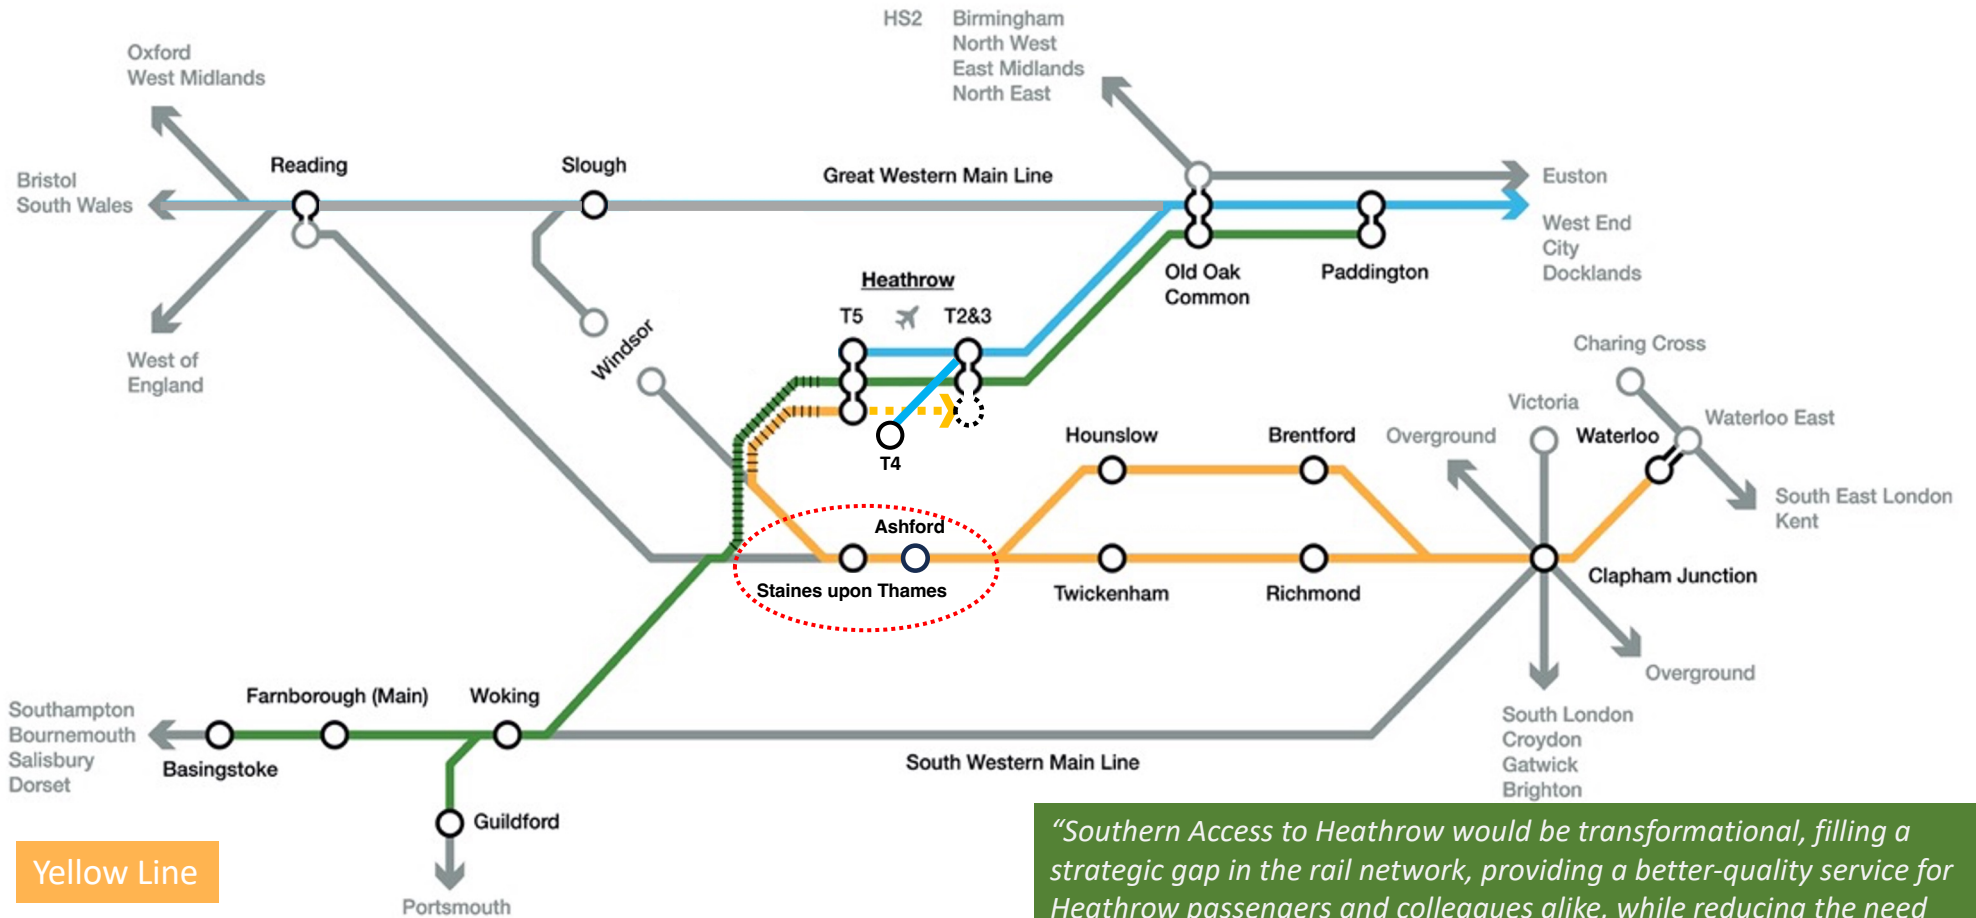 HS2
Birmingham
North West
East Midlands
North East
Oxford
West Midlands
Reading
Slough
Great Western Main Line
Bristol
South Wales
Euston
West End
City
Docklands
Old Oak
Common
Paddington
Heathrow
T5
T2&3
T4
West of
England
Windsor
Charing Cross
Victoria
Waterloo East
Overground
Waterloo
Hounslow
Brentford
South East London
Kent
Ashford
Staines upon Thames
Twickenham
Richmond
Clapham Junction
Overground
Farnborough (Main)
Woking
Southampton
Bournemouth
Salisbury
Dorset
Basingstoke
South Western Main Line
South London
Croydon
Gatwick
Brighton
Guildford
Portsmouth
Yellow Line
“Southern Access to Heathrow would be transformational, filling a
strategic gap in the rail network, providing a better-quality service for
Heathrow passengers and colleagues alike, while reducing the need